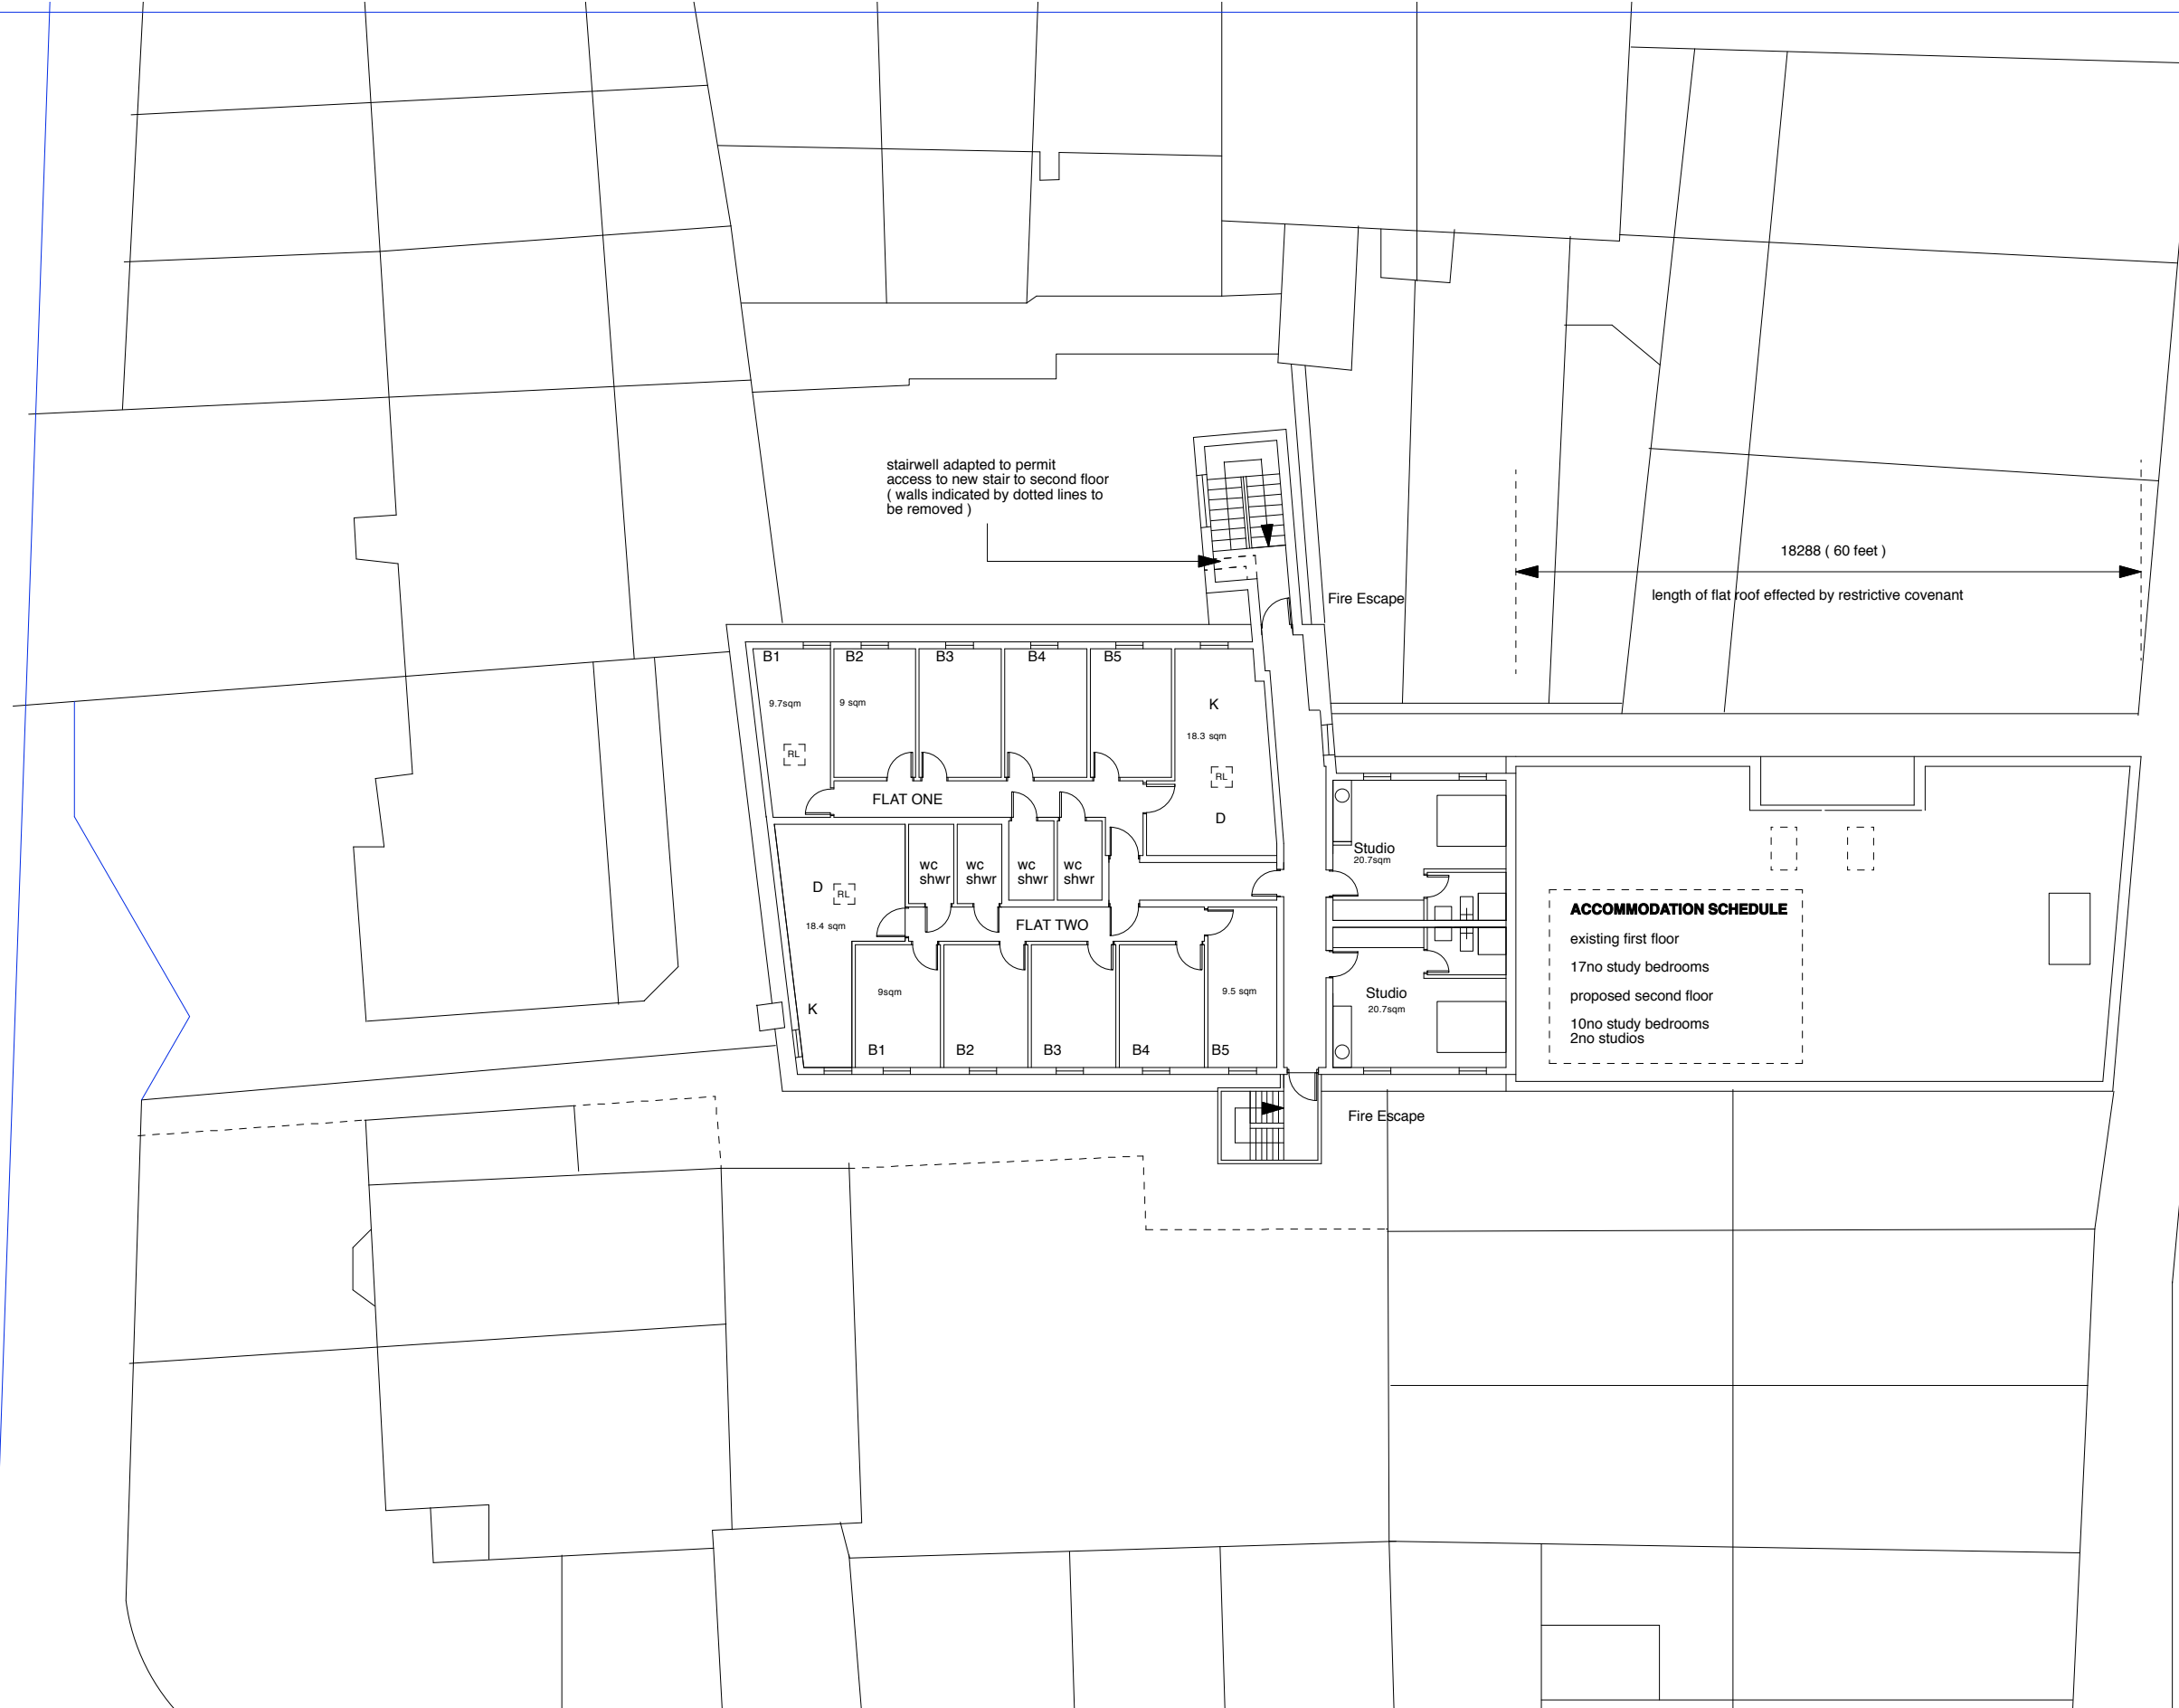 stairwell adapted to permit
access to new stair to second floor
( walls indicated by dotted lines to
be removed )
18288 ( 60 feet )
length of flat roof effected by restrictive covenant
Fire Escape
B1
B2
B3
B4
B5
9.7sqm
9 sqm
K
18.3 sqm
RL
RL
D
FLAT ONE
Studio
20.7sqm
wc
shwr
wc
shwr
wc
shwr
wc
shwr
D
RL
18.4 sqm
FLAT TWO
K
9sqm
9.5 sqm
Studio
20.7sqm
B1
B2
B3
B4
B5
Fire Escape
ACCOMMODATION SCHEDULE
existing first floor
17no study bedrooms
proposed second floor
10no study bedrooms
2no studios